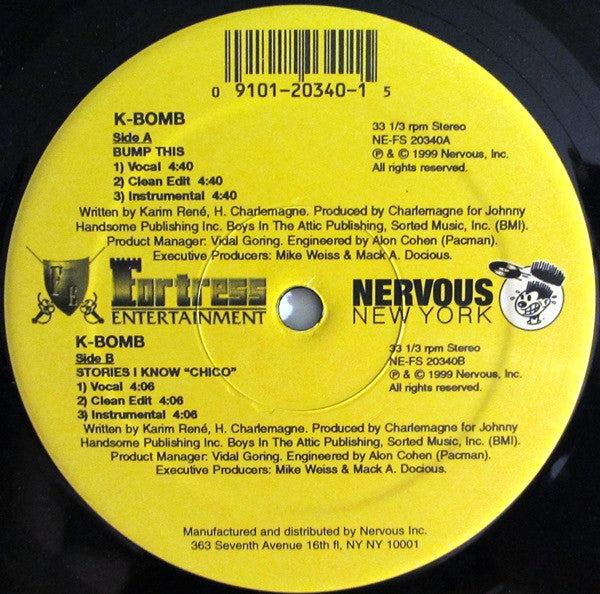 0 9101-20340-1 5
K-BOMB
Side A
BUMP THIS
1) Vocal 4:40
2) Clean Edit 4:40
3) Instrumental 4:40
33 1/3 rpm Stereo
NE-FS 20340A
℗ & © 1999 Nervous, Inc.
All rights reserved.
Written by Karim René, H. Charlemagne. Produced by Charlemagne for Johnny
Handsome Publishing Inc. Boys In The Attic Publishing, Sorted Music, Inc. (BMI).
Product Manager: Vidal Goring. Engineered by Alon Cohen (Pacman).
Executive Producers: Mike Weiss & Mack A. Docious.
F E
Fortress
ENTERTAINMENT
NERVOUS
NEW YORK
K-BOMB
Side B
STORIES I KNOW “CHICO”
1) Vocal 4:06
2) Clean Edit 4:06
3) Instrumental 4:06
33 1/3 rpm Stereo
NE-FS 20340B
℗ & © 1999 Nervous, Inc.
All rights reserved.
Written by Karim René, H. Charlemagne. Produced by Charlemagne for Johnny
Handsome Publishing Inc. Boys In The Attic Publishing, Sorted Music, Inc. (BMI).
Product Manager: Vidal Goring. Engineered by Alon Cohen (Pacman).
Executive Producers: Mike Weiss & Mack A. Docious.
Manufactured and distributed by Nervous Inc.
363 Seventh Avenue 16th fl, NY NY 10001